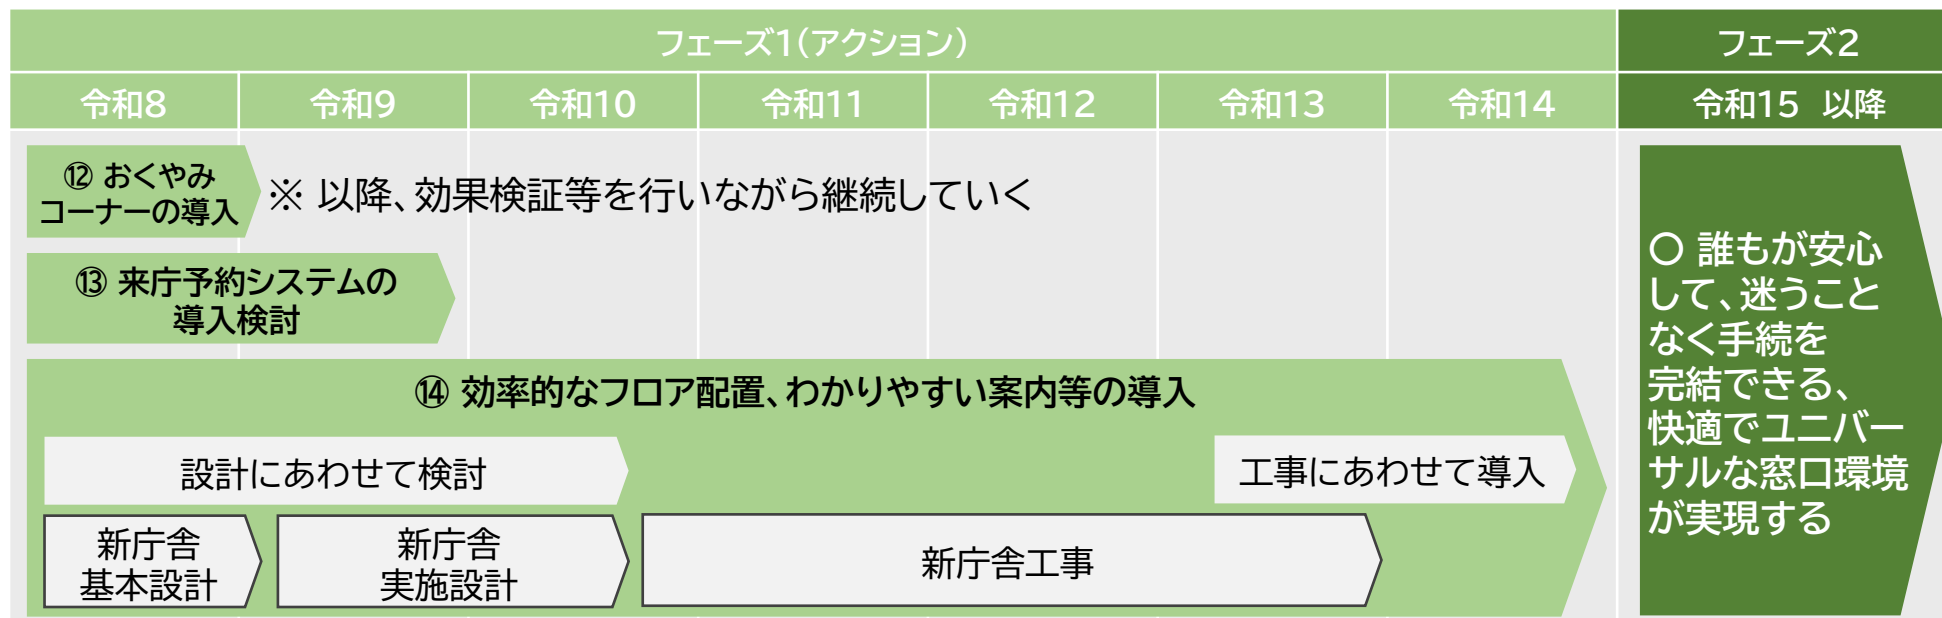 フェーズ1(アクション)
フェーズ2
令和8
令和9
令和10
令和11
令和12
令和13
令和14
令和15 以降
⑫ おくやみ
コーナーの導入
※ 以降、効果検証等を行いながら継続していく
⑬ 来庁予約システムの
導入検討
⑭ 効率的なフロア配置、わかりやすい案内等の導入
設計にあわせて検討
工事にあわせて導入
新庁舎
基本設計
新庁舎
実施設計
新庁舎工事
○ 誰もが安心
して、迷うこと
なく手続を
完結できる、
快適でユニバー
サルな窓口環境
が実現する